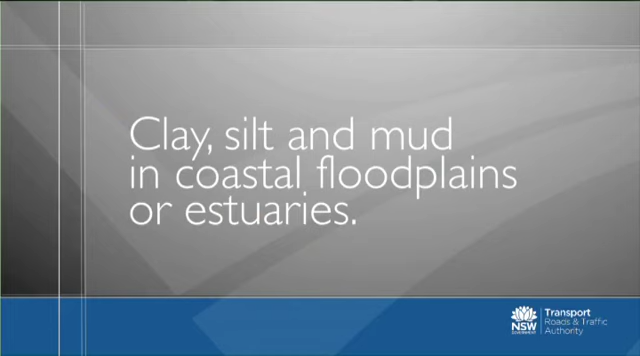 Clay, silt and mud
in coastal floodplains
or estuaries.
NSW
GOVERNMENT
Transport
Roads & Traffic
Authority